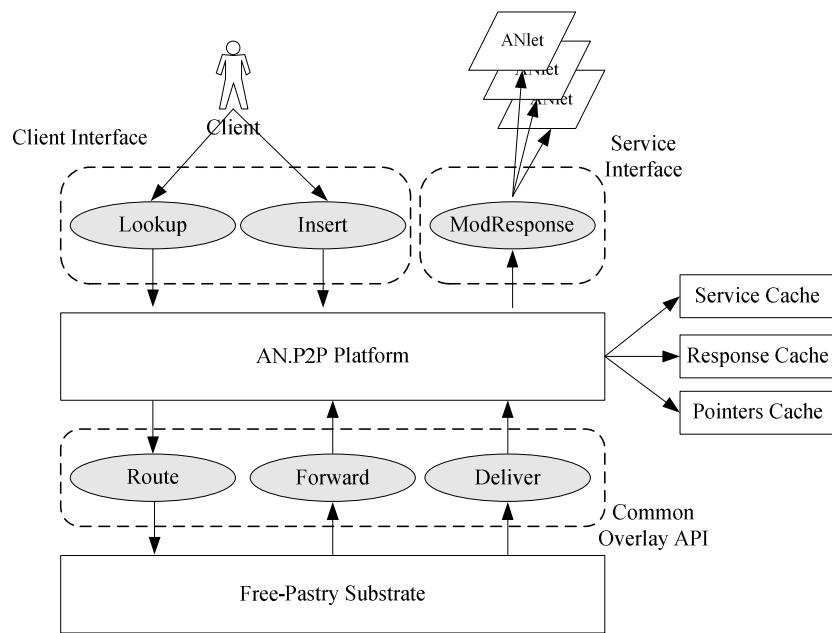 ANlet
ANlet
ANlet
Client
Client Interface
Service
Interface
Lookup
Insert
ModResponse
Service Cache
AN.P2P Platform
Response Cache
Pointers Cache
Route
Forward
Deliver
Common
Overlay API
Free-Pastry Substrate